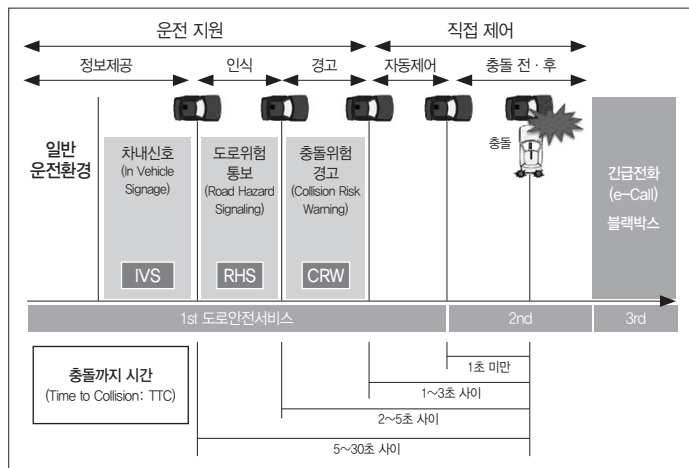 운전 지원
직접 제어
정보제공
인식
경고
자동제어
충돌 전 · 후
일반
운전환경
차내신호
(In Vehicle
Signage)
IVS
도로위험
통보
(Road Hazard
Signaling)
RHS
충돌위험
경고
(Collision Risk
Warning)
CRW
충돌
긴급전화
(e-Call)
블랙박스
1st 도로안전서비스
2nd
3rd
충돌까지 시간
(Time to Collision: TTC)
1초 미만
1~3초 사이
2~5초 사이
5~30초 사이